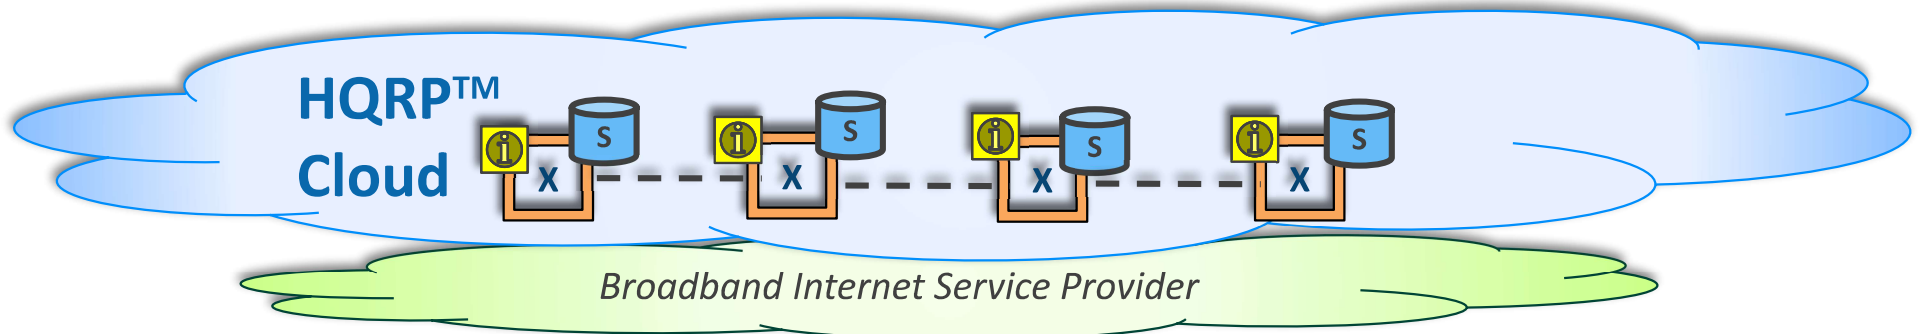 HQRP™
Cloud
i S X
i S X
i S X
i S X
Broadband Internet Service Provider